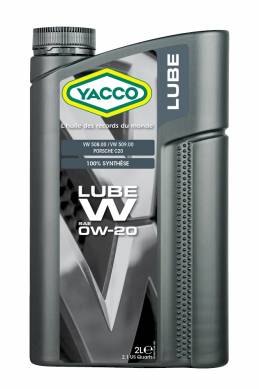 YACCO
L'huile des records du monde
VW 508.00 / VW 509.00
PORSCHE C20
100% SYNTHÈSE
LUBE
W
SAE
0W-20
2L e
2.1 US Quarts
LUBE